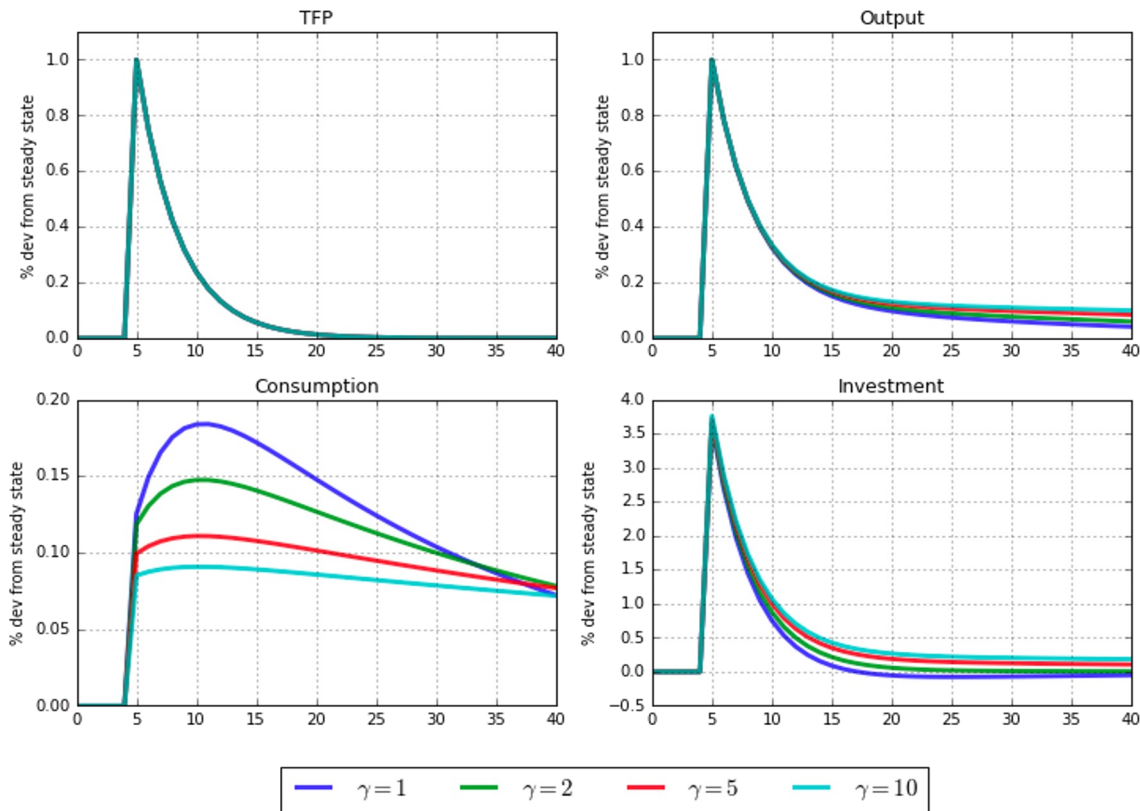 TFP
Output
% dev from steady state
1.0
0.8
0.6
0.4
0.2
0.0
0 5 10 15 20 25 30 35 40
% dev from steady state
1.0
0.8
0.6
0.4
0.2
0.0
0 5 10 15 20 25 30 35 40
Consumption
Investment
% dev from steady state
0.20
0.15
0.10
0.05
0.00
0 5 10 15 20 25 30 35 40
% dev from steady state
4.0
3.5
3.0
2.5
2.0
1.5
1.0
0.5
0.0
−0.5
0 5 10 15 20 25 30 35 40
γ = 1 γ = 2 γ = 5 γ = 10